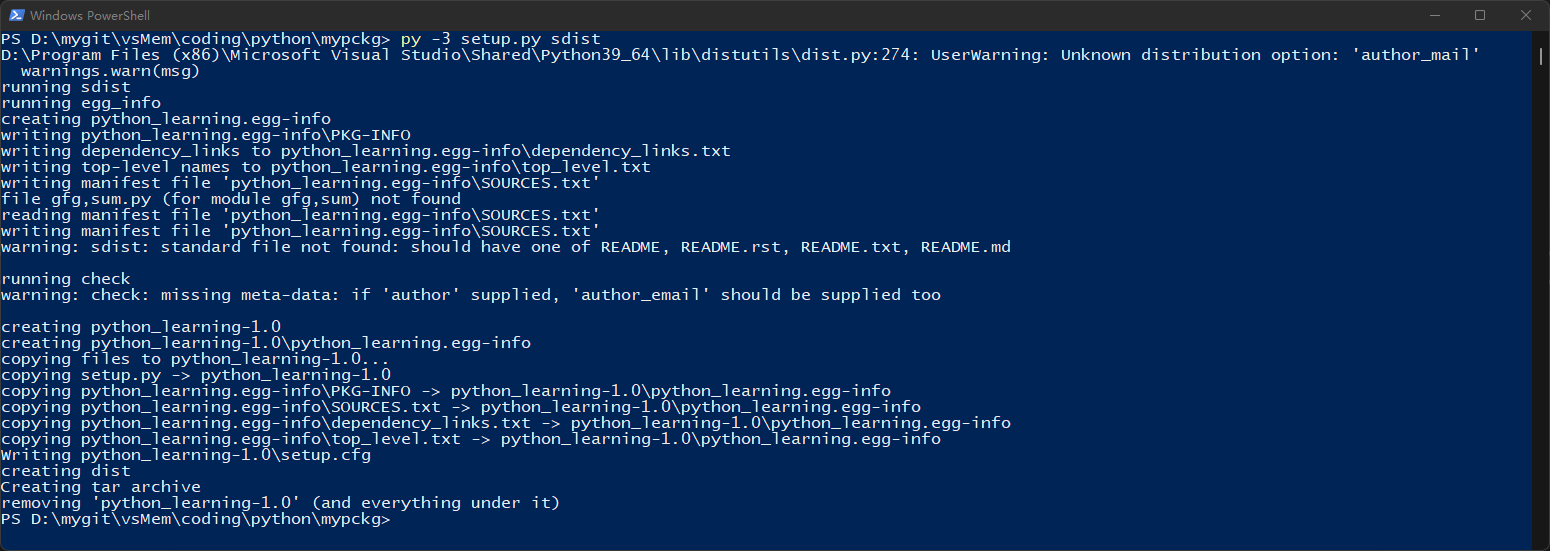 Windows PowerShell
PS D:\mygit\vsMem\coding\python\mypckg> py -3 setup.py sdist
D:\Program Files (x86)\Microsoft Visual Studio\Shared\Python39_64\lib\distutils\dist.py:274: UserWarning: Unknown distribution option: 'author_mail'
  warnings.warn(msg)
running sdist
running egg_info
creating python_learning.egg-info
writing python_learning.egg-info\PKG-INFO
writing dependency_links to python_learning.egg-info\dependency_links.txt
writing top-level names to python_learning.egg-info\top_level.txt
writing manifest file 'python_learning.egg-info\SOURCES.txt'
file gfg,sum.py (for module gfg,sum) not found
reading manifest file 'python_learning.egg-info\SOURCES.txt'
writing manifest file 'python_learning.egg-info\SOURCES.txt'
warning: sdist: standard file not found: should have one of README, README.rst, README.txt, README.md

running check
warning: check: missing meta-data: if 'author' supplied, 'author_email' should be supplied too

creating python_learning-1.0
creating python_learning-1.0\python_learning.egg-info
copying files to python_learning-1.0...
copying setup.py -> python_learning-1.0
copying python_learning.egg-info\PKG-INFO -> python_learning-1.0\python_learning.egg-info
copying python_learning.egg-info\SOURCES.txt -> python_learning-1.0\python_learning.egg-info
copying python_learning.egg-info\dependency_links.txt -> python_learning-1.0\python_learning.egg-info
copying python_learning.egg-info\top_level.txt -> python_learning-1.0\python_learning.egg-info
Writing python_learning-1.0\setup.cfg
creating dist
Creating tar archive
removing 'python_learning-1.0' (and everything under it)
PS D:\mygit\vsMem\coding\python\mypckg>